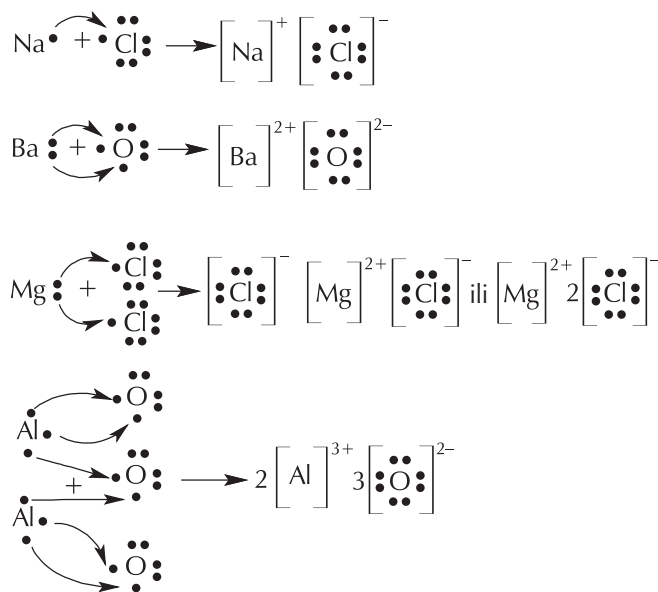 Na + Cl → [Na]⁺ [Cl]⁻
Ba + O → [Ba]²⁺ [O]²⁻
Mg + Cl Cl → [Cl]⁻ [Mg]²⁺ [Cl]⁻ ili [Mg]²⁺ 2[Cl]⁻
Al Al + O O O → 2[Al]³⁺ 3[O]²⁻